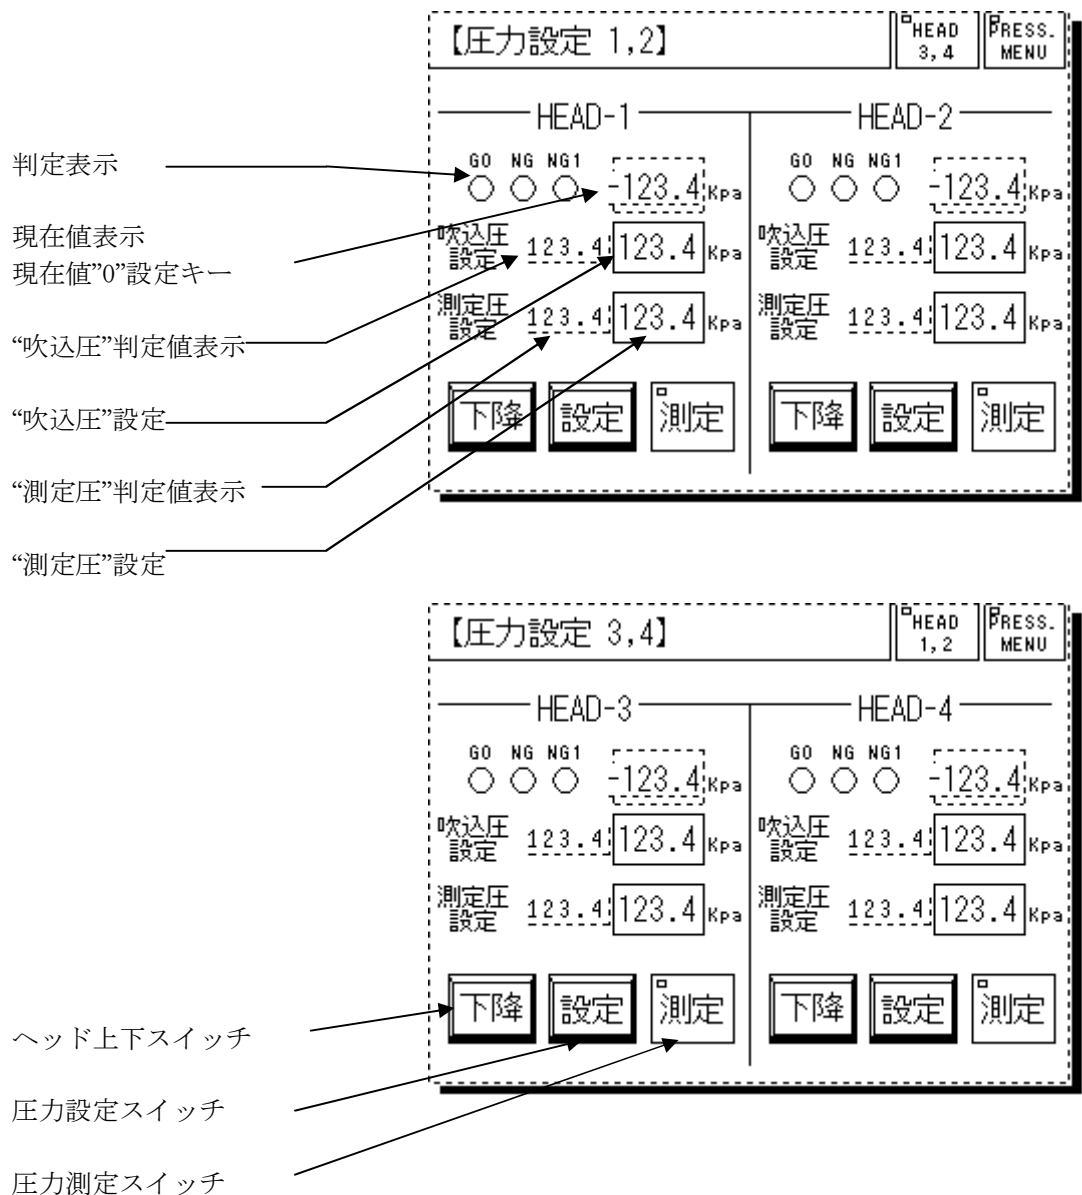 【圧力設定 1,2】
HEAD
3,4
PRESS.
MENU
HEAD-1
HEAD-2
判定表示
GO NG NG1
-123.4 Kpa
GO NG NG1
-123.4 Kpa
現在値表示
現在値”0”設定キー
吹込圧
設定
123.4 123.4 Kpa
吹込圧
設定
123.4 123.4 Kpa
測定圧
設定
123.4 123.4 Kpa
測定圧
設定
123.4 123.4 Kpa
“吹込圧”判定値表示
“吹込圧”設定
下降 設定 測定
下降 設定 測定
“測定圧”判定値表示
“測定圧”設定
【圧力設定 3,4】
HEAD
1,2
PRESS.
MENU
HEAD-3
HEAD-4
GO NG NG1
-123.4 Kpa
GO NG NG1
-123.4 Kpa
吹込圧
設定
123.4 123.4 Kpa
吹込圧
設定
123.4 123.4 Kpa
測定圧
設定
123.4 123.4 Kpa
測定圧
設定
123.4 123.4 Kpa
下降 設定 測定
下降 設定 測定
ヘッド上下スイッチ
圧力設定スイッチ
圧力測定スイッチ